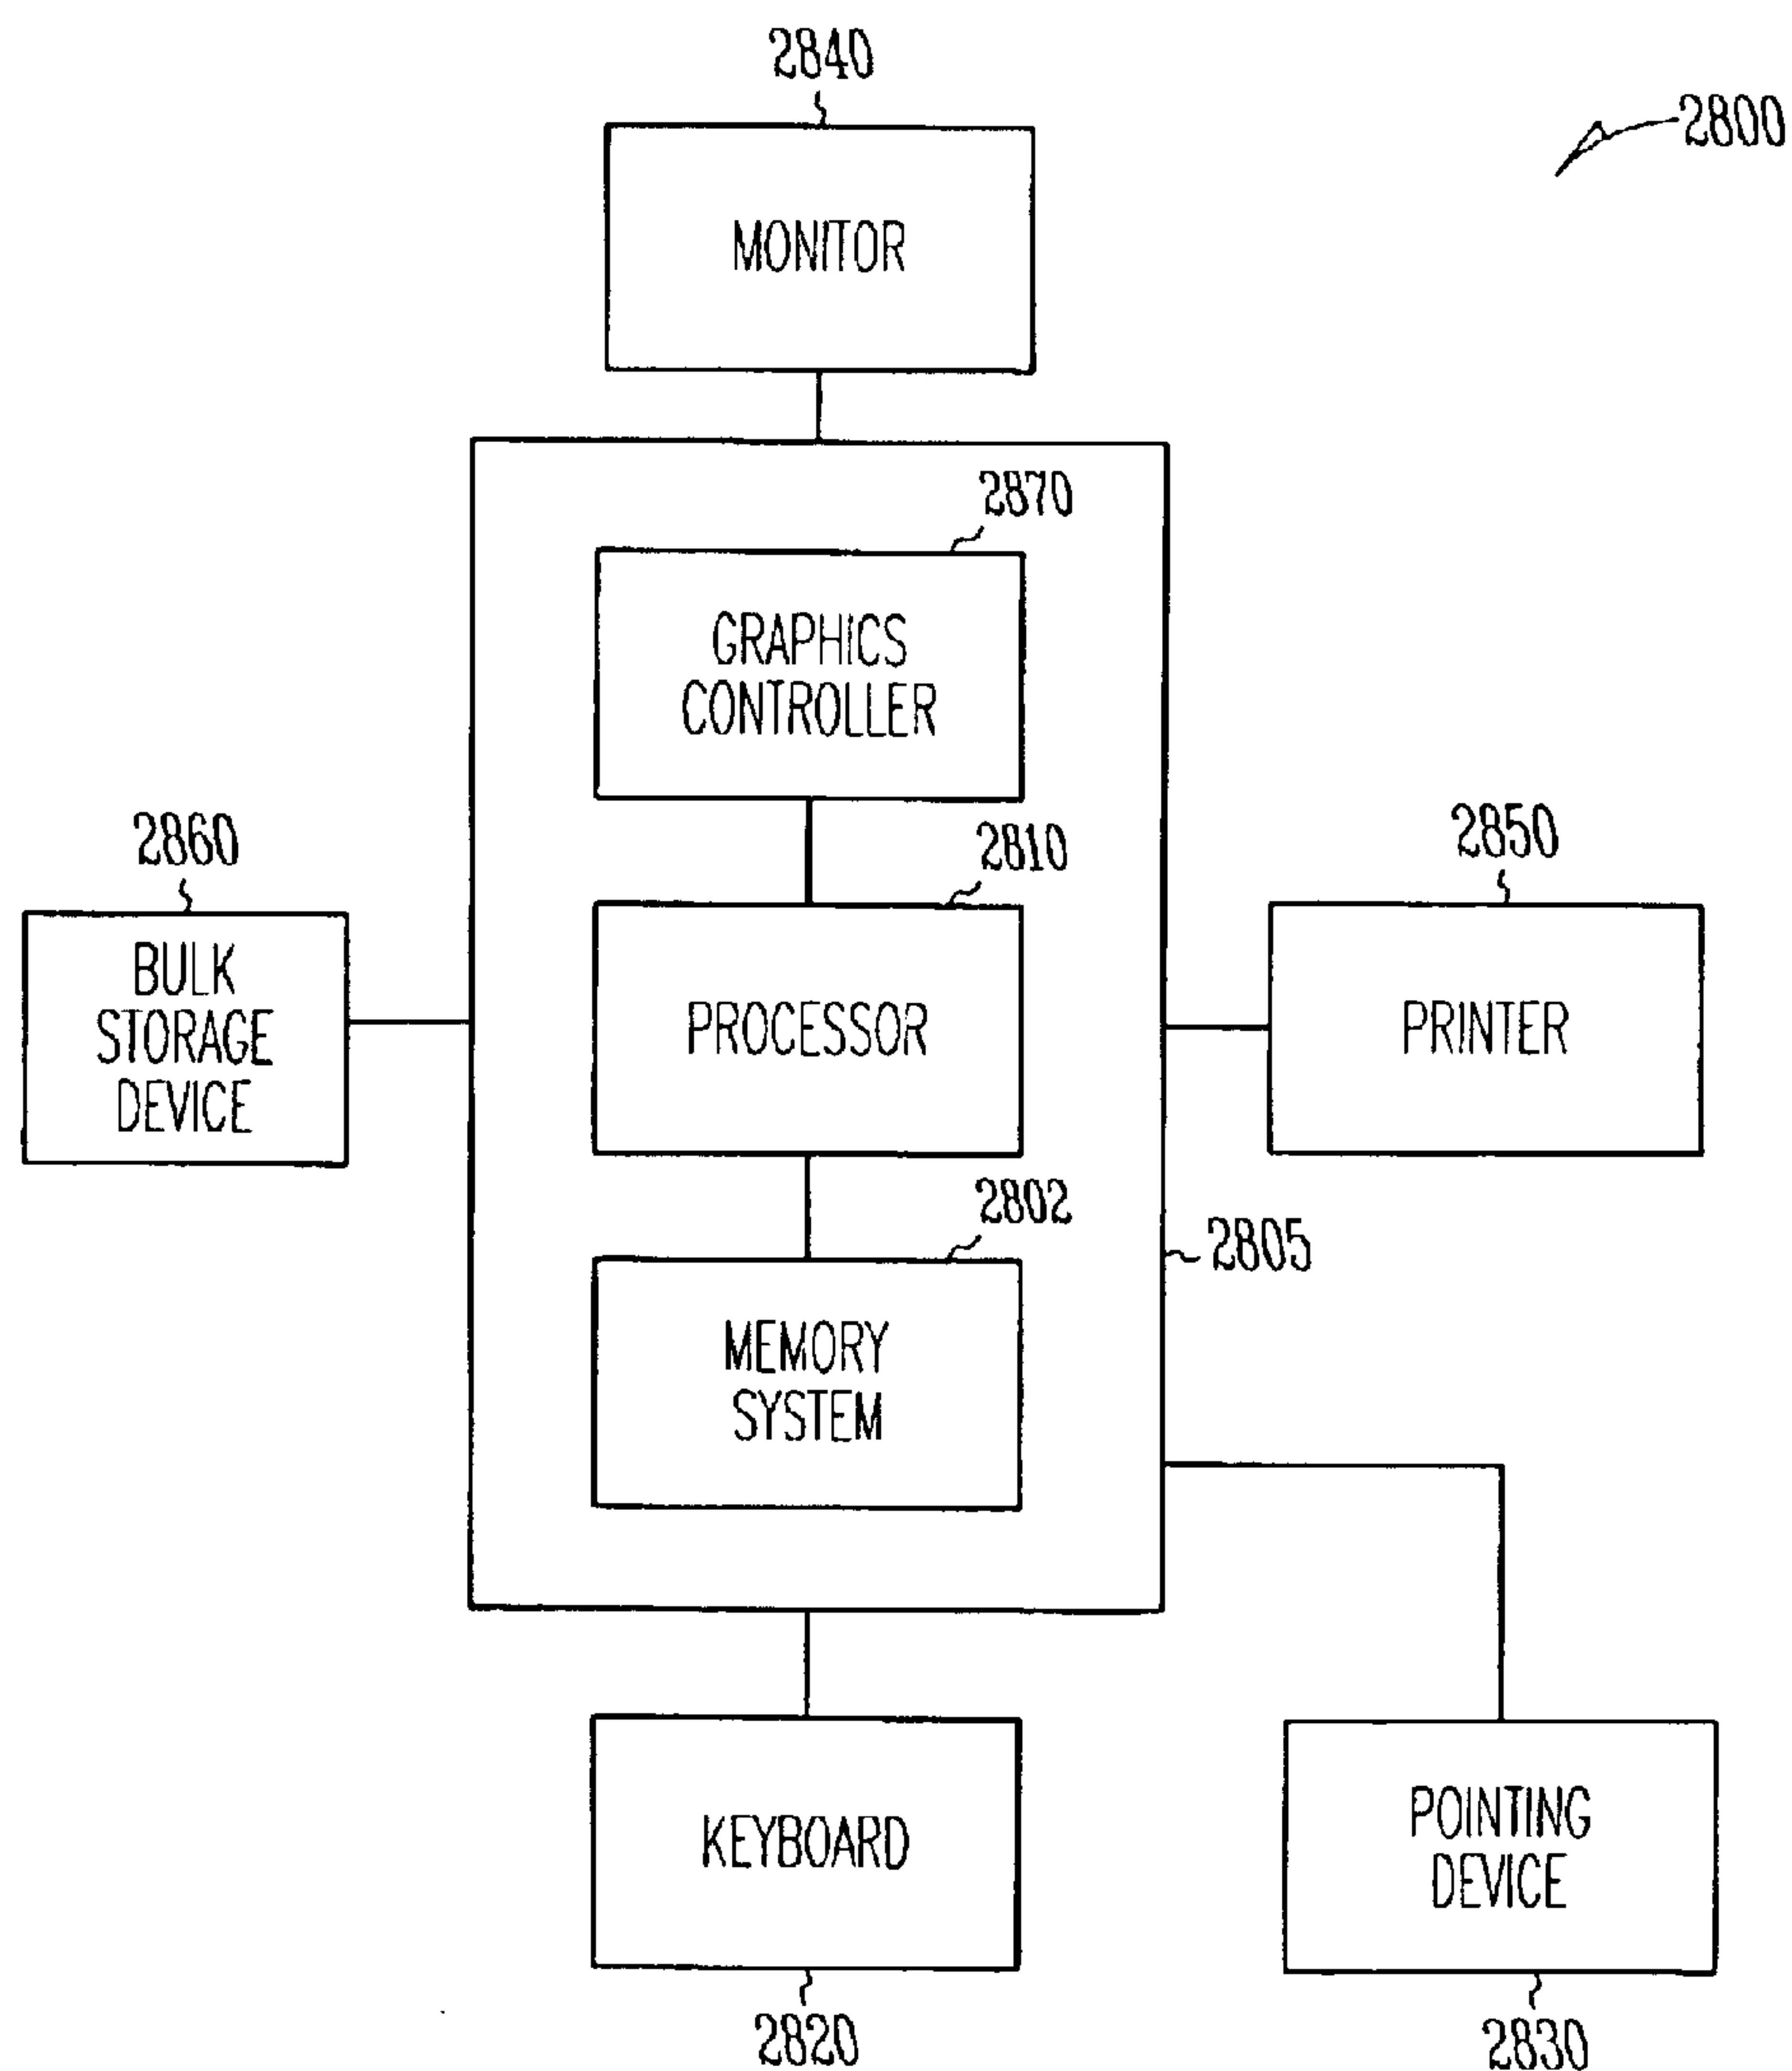 2840
2800
MONITOR
2870
GRAPHICS
CONTROLLER
2860
2810
2850
BULK
STORAGE
DEVICE
PROCESSOR
PRINTER
2802
2805
MEMORY
SYSTEM
KEYBOARD
POINTING
DEVICE
2820
2830